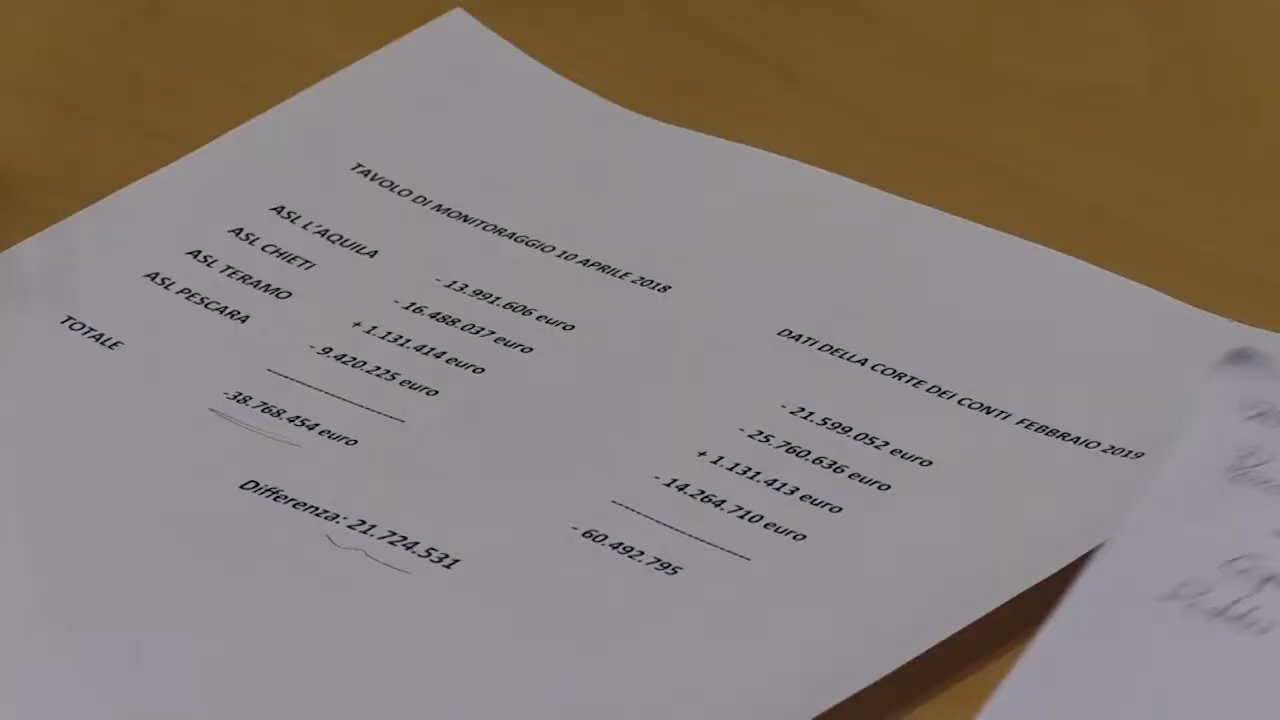 TAVOLO DI MONITORAGGIO 10 APRILE 2018
DATI DELLA CORTE DEI CONTI FEBBRAIO 2019
ASL L'AQUILA - 13.991.606 euro - 21.599.052 euro
ASL CHIETI - 16.488.037 euro - 25.760.636 euro
ASL TERAMO + 1.131.414 euro + 1.131.413 euro
ASL PESCARA - 9.420.225 euro - 14.264.710 euro
TOTALE -38.768.454 euro - 60.492.795
Differenza: 21.724.531